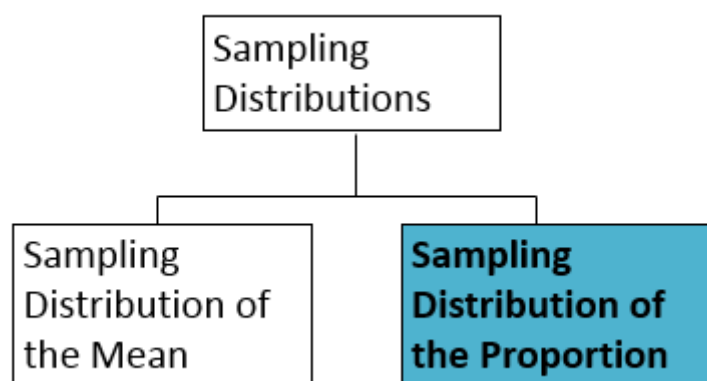 Sampling
Distributions
Sampling
Distribution of
the Mean
Sampling
Distribution of
the Proportion